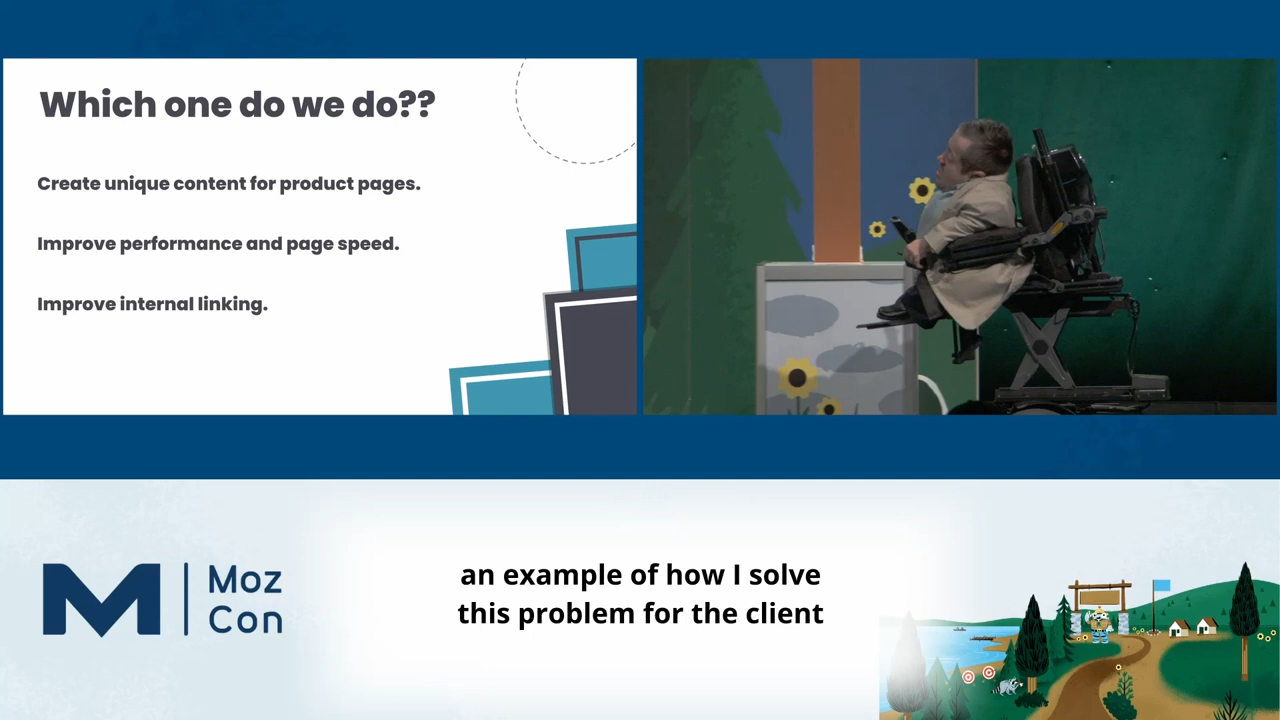 Which one do we do??
Create unique content for product pages.
Improve performance and page speed.
Improve internal linking.
Moz
Con
an example of how I solve
this problem for the client